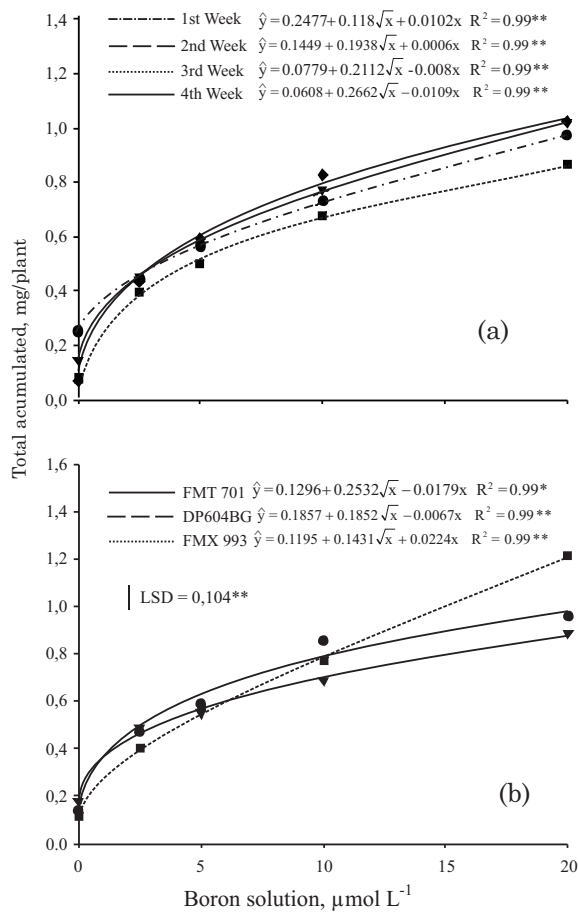 1,4
1st Week ŷ = 0.2477+ 0.118√x + 0.0102x R² = 0.99**
2nd Week ŷ = 0.1449 + 0.1938√x + 0.0006x R² = 0.99**
3rd Week ŷ = 0.0779+ 0.2112√x -0.008x R² = 0.99**
4th Week ŷ = 0.0608+ 0.2662√x -0.0109x R² = 0.99**
1,2
1,0
0,8
0,6
0,4
0,2
0,0
(a)
Total acumulated, mg/plant
1,6
FMT 701 ŷ = 0.1296 + 0.2532√x – 0.0179x R² = 0.99*
1,4
DP604BG ŷ = 0.1857 + 0.1852√x – 0.0067x R² = 0.99**
FMX 993 ŷ = 0.1195 + 0.1431√x + 0.0224x R² = 0.99**
1,2
LSD = 0,104**
1,0
0,8
0,6
0,4
0,2
0.0
(b)
0 5 10 15 20
Boron solution, µmol L⁻¹